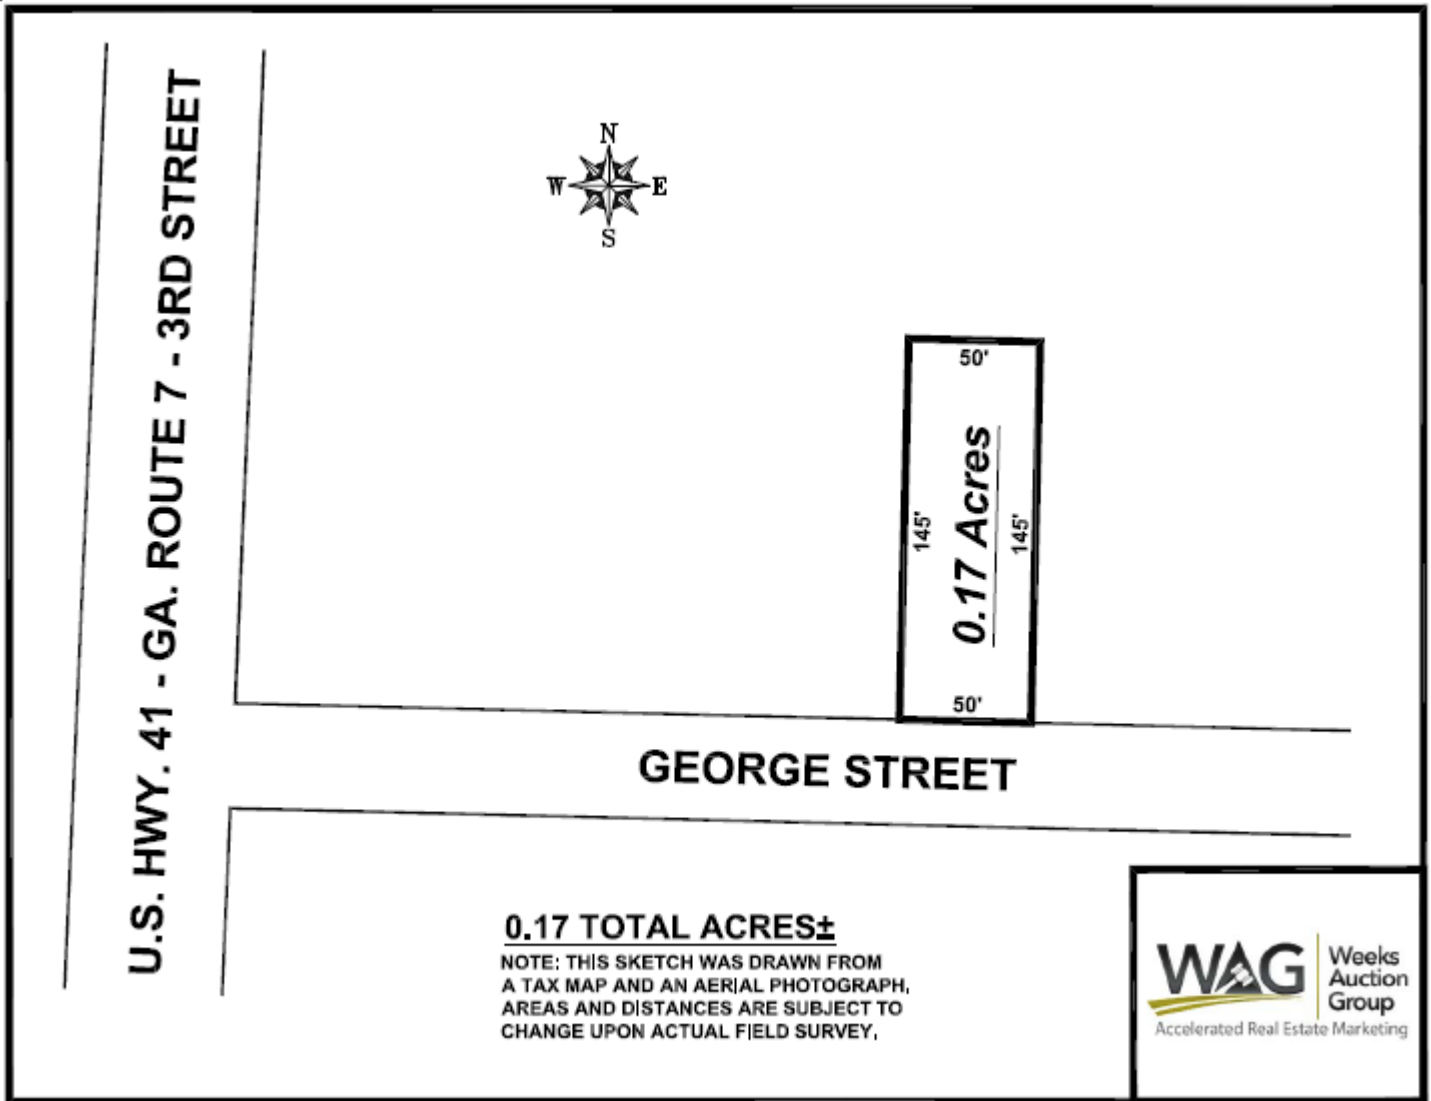 U.S. HWY. 41 - GA. ROUTE 7 - 3RD STREET
N
W E
S
50'
145'
0.17 Acres
145'
50'
GEORGE STREET
0.17 TOTAL ACRES±
NOTE: THIS SKETCH WAS DRAWN FROM
A TAX MAP AND AN AERIAL PHOTOGRAPH,
AREAS AND DISTANCES ARE SUBJECT TO
CHANGE UPON ACTUAL FIELD SURVEY.
WAG
Weeks
Auction
Group
Accelerated Real Estate Marketing